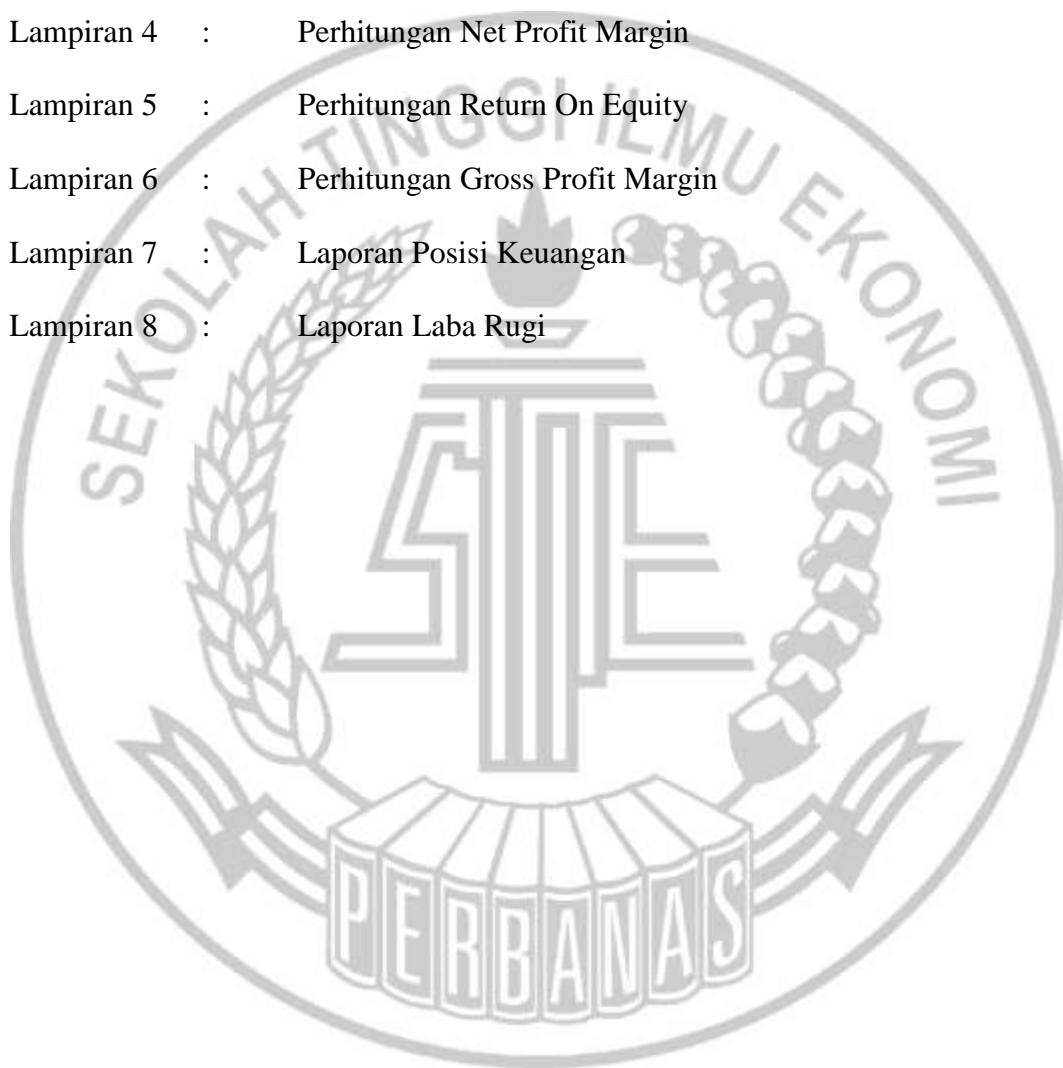 Lampiran 4 : Perhitungan Net Profit Margin
Lampiran 5 : Perhitungan Return On Equity
Lampiran 6 : Perhitungan Gross Profit Margin
Lampiran 7 : Laporan Posisi Keuangan
Lampiran 8 : Laporan Laba Rugi
SEKOLAH TINGGI ILMU EKONOMI
STIE
PERBANAS